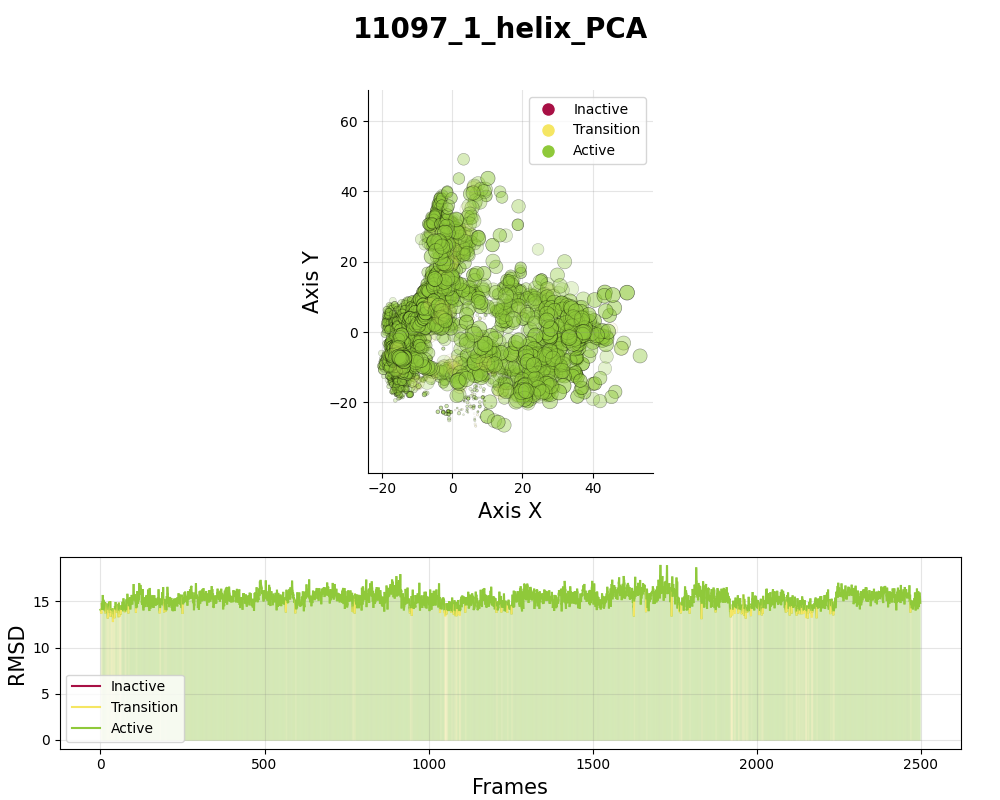 11097_1_helix_PCA
Inactive
Transition
Active
60
40
20
0
−20
Axis Y
−20 0 20 40
Axis X
15
10
5
0
RMSD
Inactive
Transition
Active
0 500 1000 1500 2000 2500
Frames